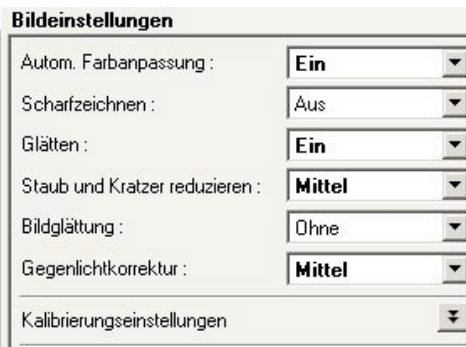 Bildeinstellungen
Autom. Farbanpassung : Ein
Scharfzeichnen : Aus
Glätten : Ein
Staub und Kratzer reduzieren : Mittel
Bildglättung : Ohne
Gegenlichtkorrektur : Mittel
Kalibrierungseinstellungen